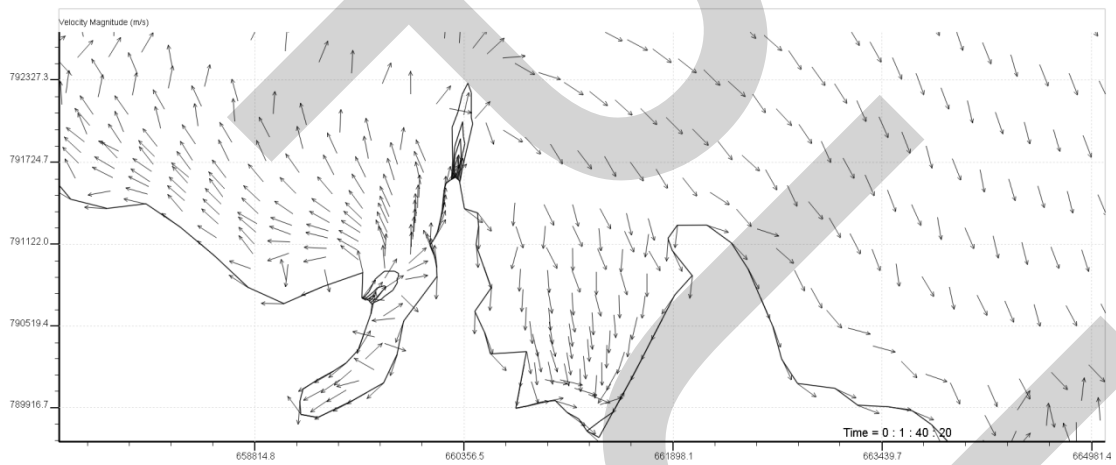 Velocity Magnitude (m/s)
792327.3
791724.7
791122.0
790519.4
789916.7
Time = 0 : 1 : 40 : 20
658814.8 660356.5 661898.1 663439.7 664981.4